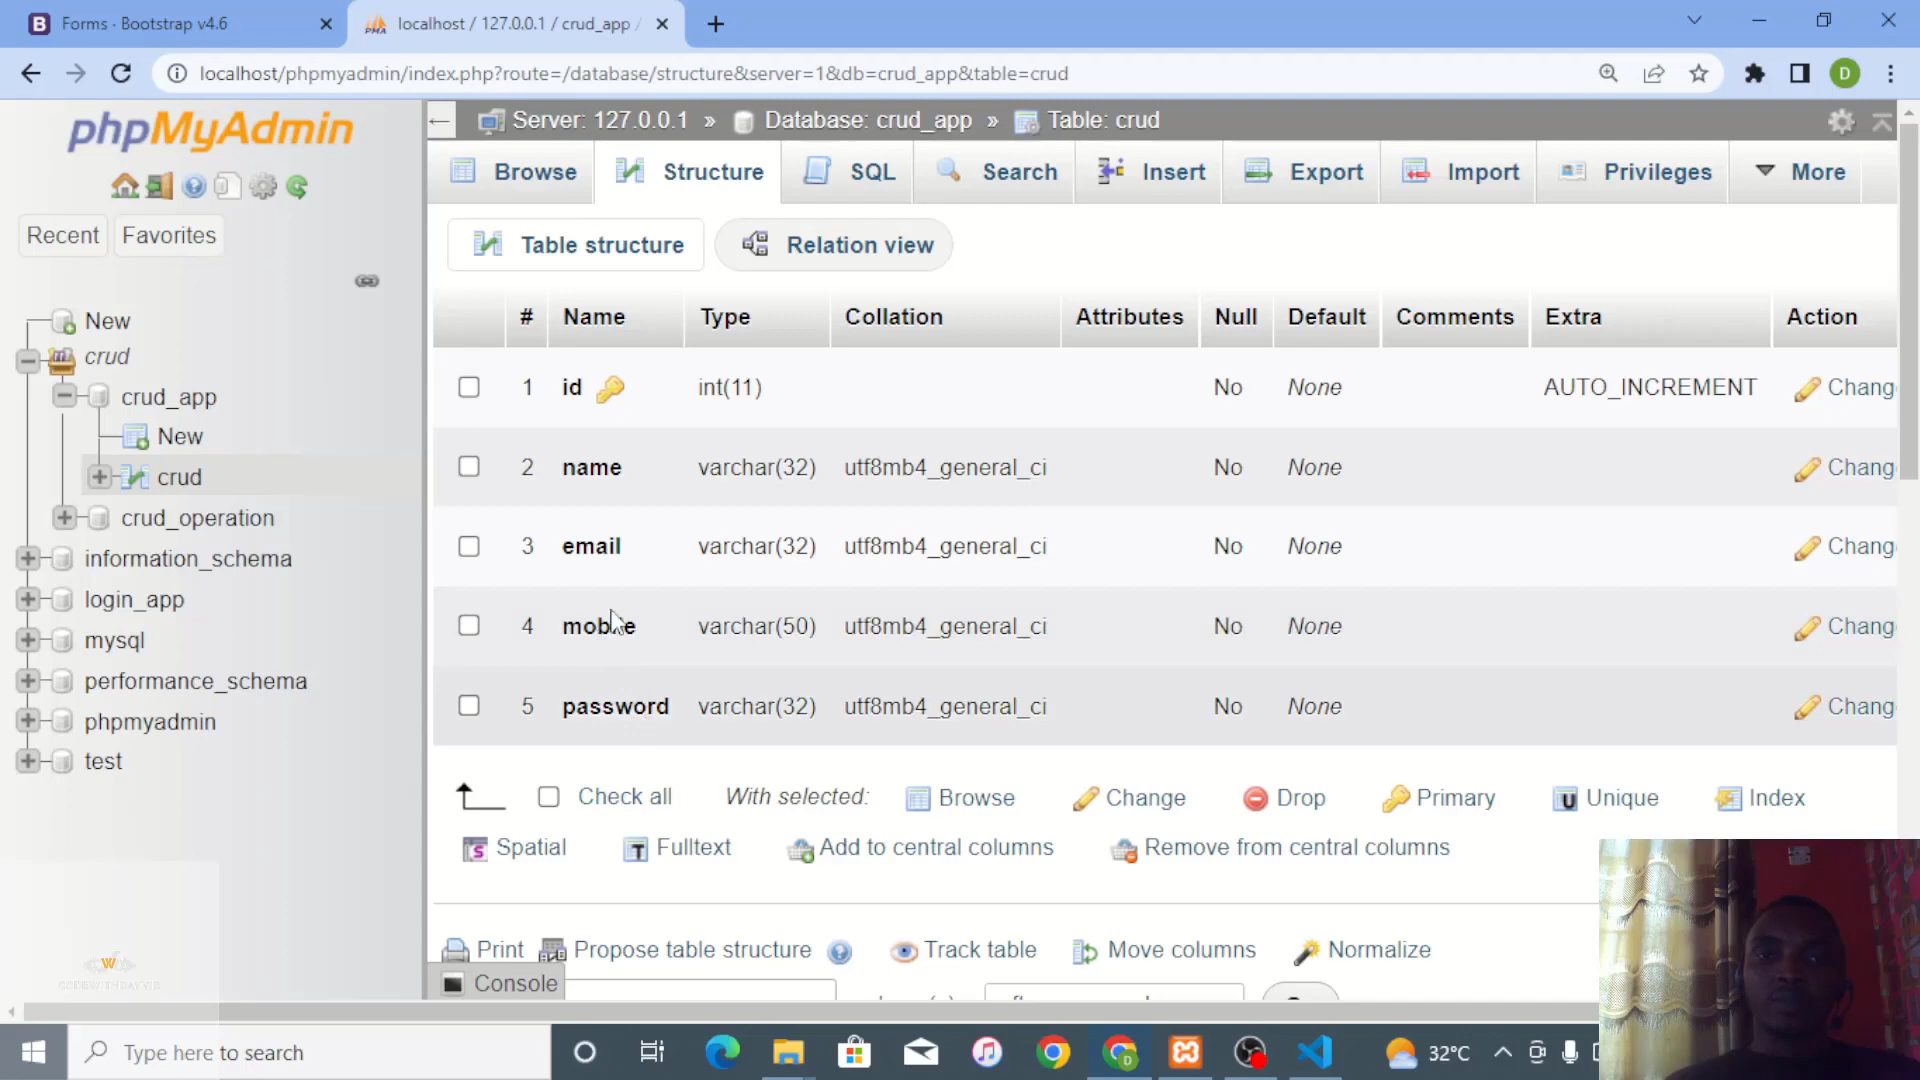 Forms · Bootstrap v4.6
localhost / 127.0.0.1 / crud_app /
localhost/phpmyadmin/index.php?route=/database/structure&server=1&db=crud_app&table=crud
D
phpMyAdmin
Recent
Favorites
New
crud
crud_app
New
crud
crud_operation
information_schema
login_app
mysql
performance_schema
phpmyadmin
test
Server: 127.0.0.1 » Database: crud_app » Table: crud
Browse Structure SQL Search Insert Export Import Privileges More
Table structure Relation view
# Name Type Collation Attributes Null Default Comments Extra Action
1 id int(11) No None AUTO_INCREMENT Chang
2 name varchar(32) utf8mb4_general_ci No None Chang
3 email varchar(32) utf8mb4_general_ci No None Chang
4 mobile varchar(50) utf8mb4_general_ci No None Chang
5 password varchar(32) utf8mb4_general_ci No None Chang
Check all With selected: Browse Change Drop Primary Unique Index
Spatial Fulltext Add to central columns Remove from central columns
Print Propose table structure Track table Move columns Normalize
Console
Type here to search
32°C